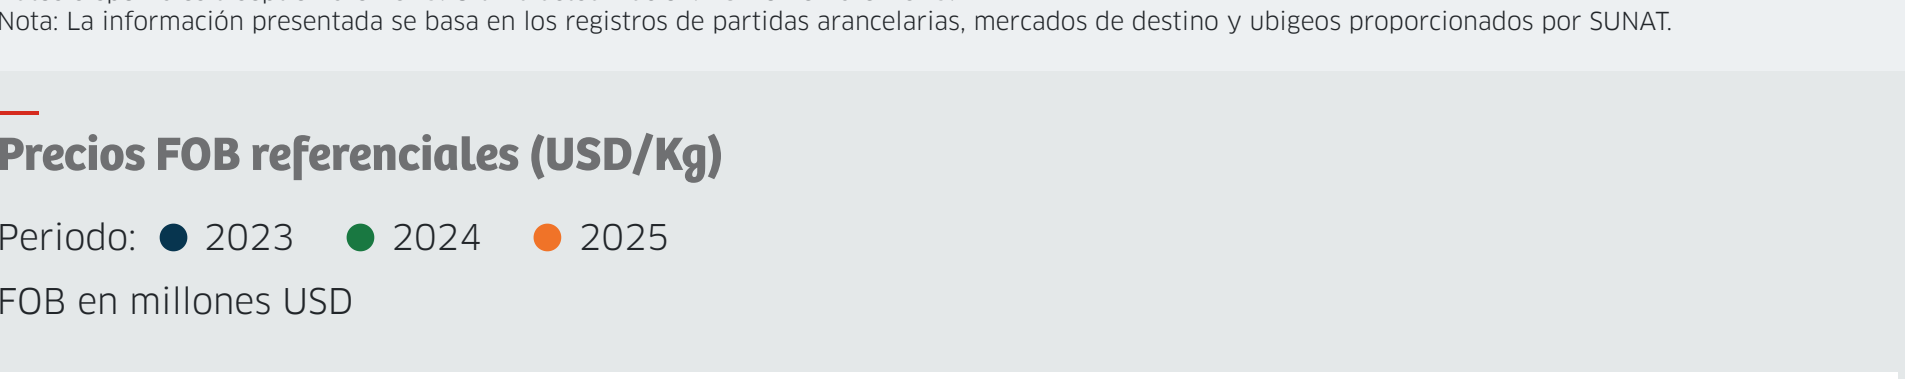 Nota: La información presentada se basa en los registros de partidas arancelarias, mercados de destino y ubigeos proporcionados por SUNAT.
Precios FOB referenciales (USD/Kg)
Periodo: 2023 2024 2025
FOB en millones USD